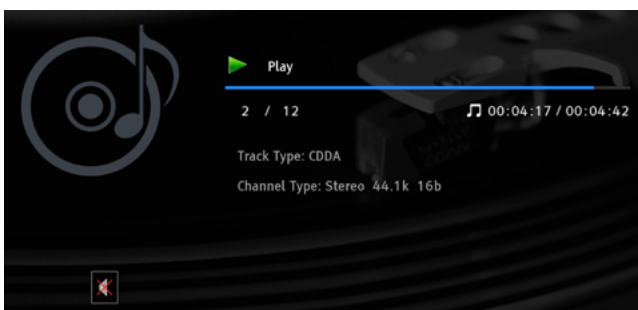 Play
2 / 12 00:04:17 / 00:04:42
Track Type: CDDA
Channel Type: Stereo 44.1k 16b